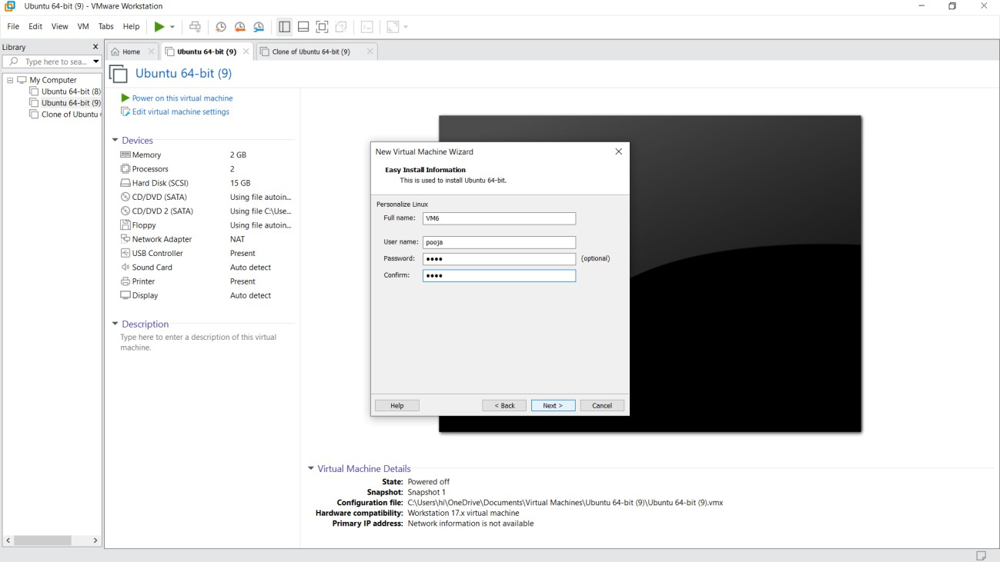 Ubuntu 64-bit (9) - VMware Workstation
File Edit View VM Tabs Help
Library X
Type here to sea...
Home
Ubuntu 64-bit (9)
Clone of Ubuntu 64-bit (9)
My Computer
Ubuntu 64-bit (8)
Ubuntu 64-bit (9)
Clone of Ubuntu
Ubuntu 64-bit (9)
Power on this virtual machine
Edit virtual machine settings
Devices
Memory 2 GB
Processors 2
Hard Disk (SCSI) 15 GB
CD/DVD (SATA) Using file autoin...
CD/DVD 2 (SATA) Using file C:\Use...
Floppy Using file autoin...
Network Adapter NAT
USB Controller Present
Sound Card Auto detect
Printer Present
Display Auto detect
Description
Type here to enter a description of this virtual
machine.
New Virtual Machine Wizard
Easy Install Information
This is used to install Ubuntu 64-bit.
Personalize Linux
Full name: VM6
User name: pooja
Password: ●●●● (optional)
Confirm: ●●●●
Help < Back Next > Cancel
Virtual Machine Details
State: Powered off
Snapshot: Snapshot 1
Configuration file: C:\Users\hi\OneDrive\Documents\Virtual Machines\Ubuntu 64-bit (9)\Ubuntu 64-bit (9).vmx
Hardware compatibility: Workstation 17.x virtual machine
Primary IP address: Network information is not available